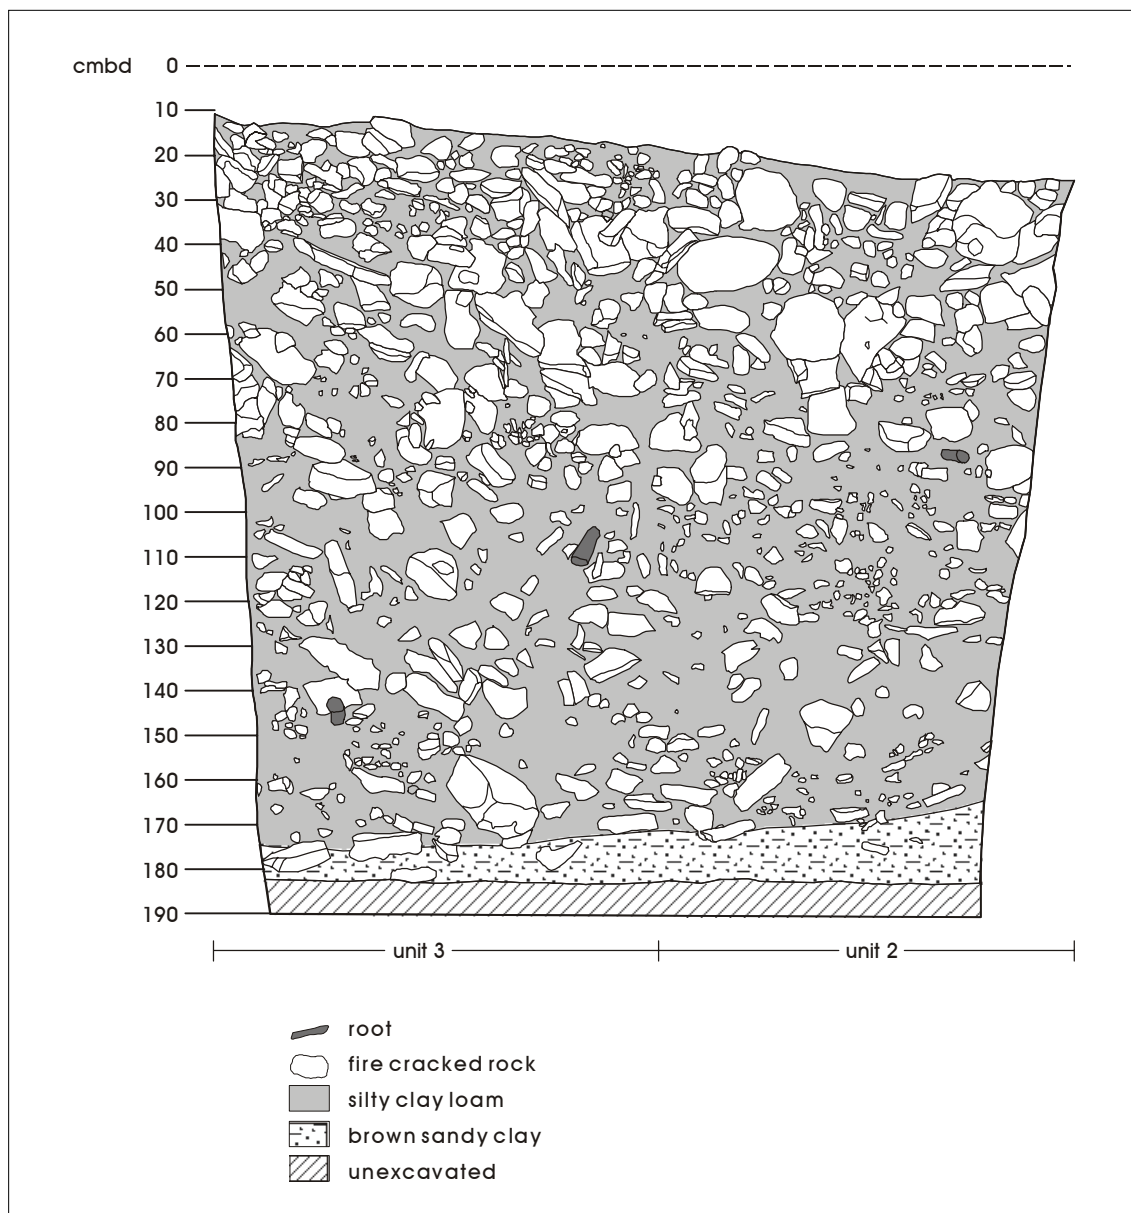 cmbd 0
10
20
30
40
50
60
70
80
90
100
110
120
130
140
150
160
170
180
190
unit 3 unit 2
root
fire cracked rock
silty clay loam
brown sandy clay
unexcavated